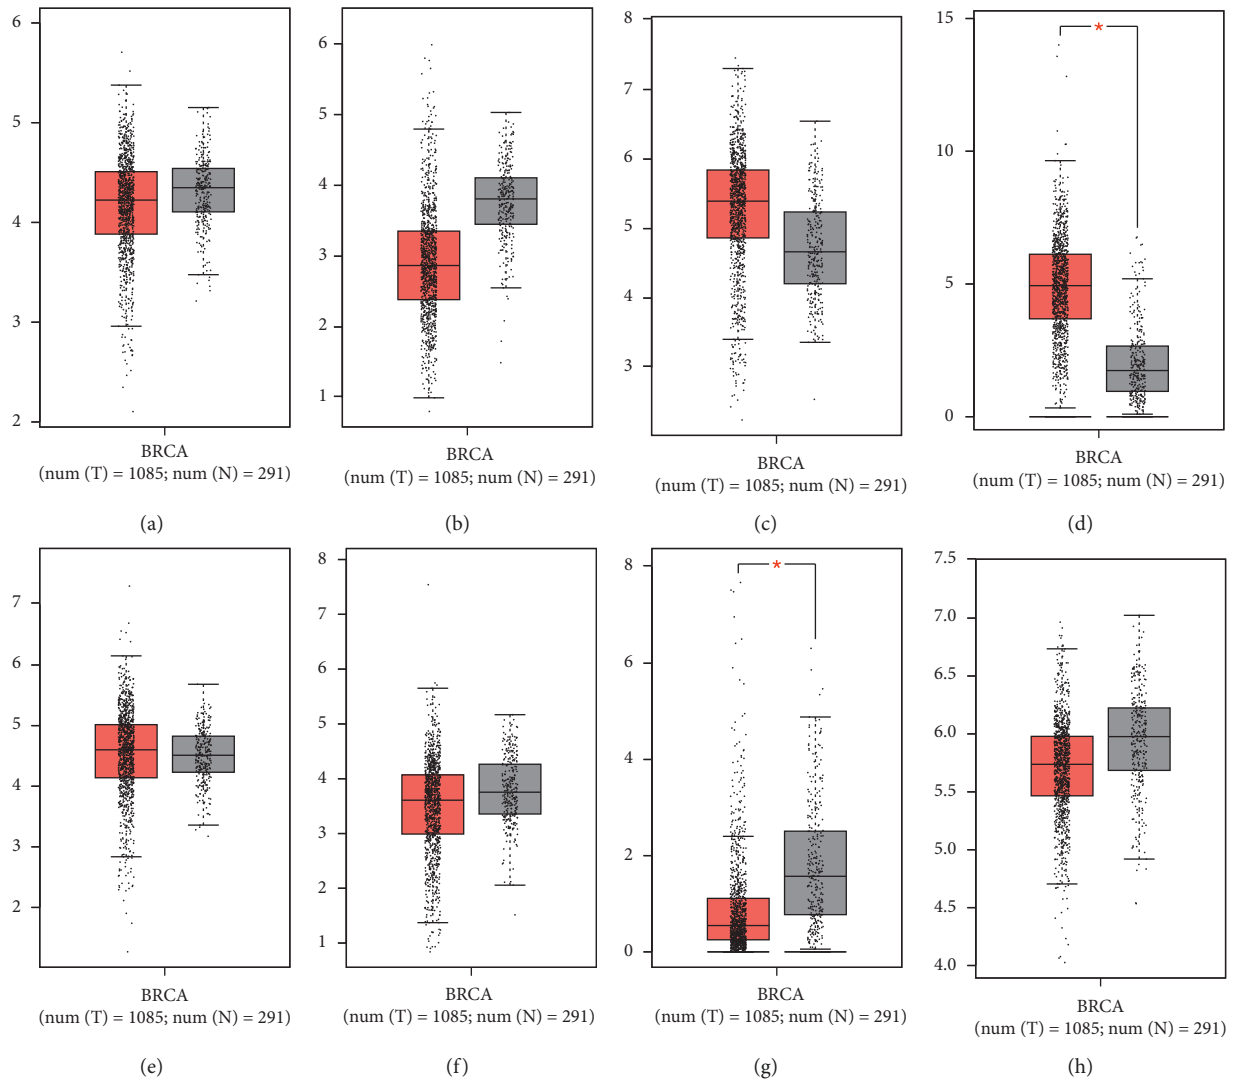 6
5
4
3
2
BRCA
(num (T) = 1085; num (N) = 291)
(a)
6
5
4
3
2
1
BRCA
(num (T) = 1085; num (N) = 291)
(b)
8
7
6
5
4
3
BRCA
(num (T) = 1085; num (N) = 291)
(c)
15
10
5
0
*
BRCA
(num (T) = 1085; num (N) = 291)
(d)
7
6
5
4
3
2
BRCA
(num (T) = 1085; num (N) = 291)
(e)
8
7
6
5
4
3
2
1
BRCA
(num (T) = 1085; num (N) = 291)
(f)
8
6
4
2
0
*
BRCA
(num (T) = 1085; num (N) = 291)
(g)
7.5
7.0
6.5
6.0
5.5
5.0
4.5
4.0
BRCA
(num (T) = 1085; num (N) = 291)
(h)